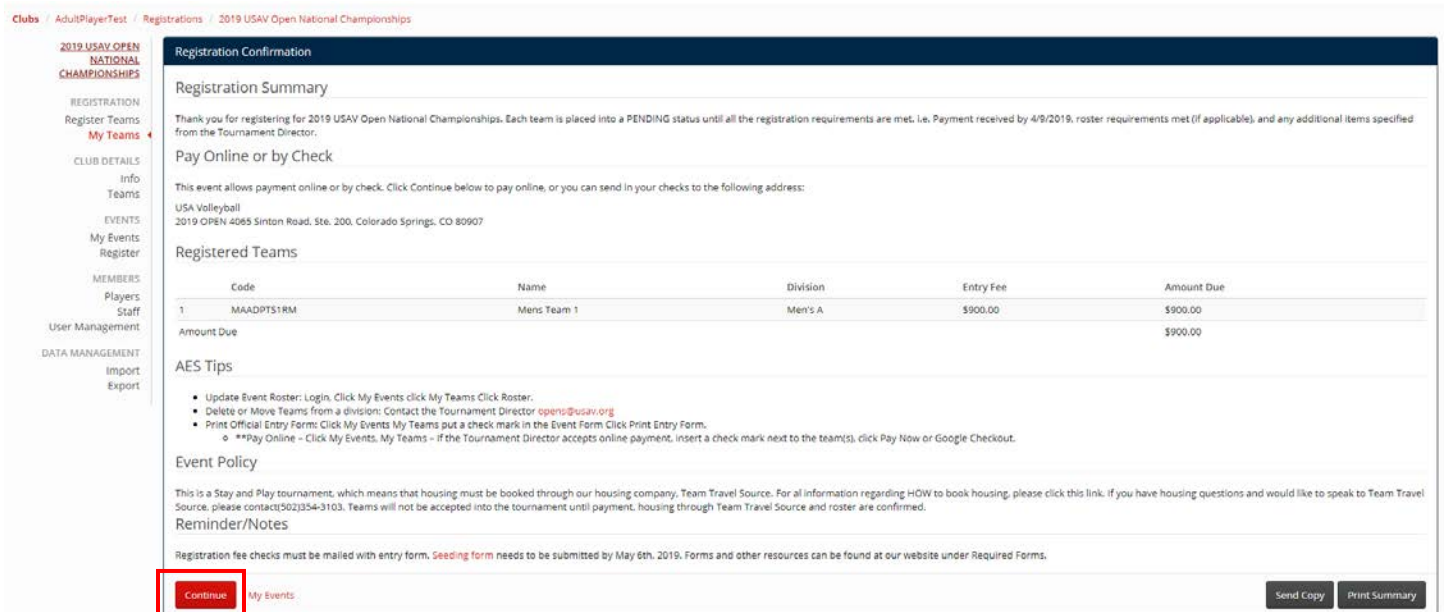 Clubs / AdultPlayerTest / Registrations / 2019 USAV Open National Championships
2019 USAV OPEN
NATIONAL
CHAMPIONSHIPS
REGISTRATION
Register Teams
My Teams
CLUB DETAILS
Info
Teams
EVENTS
My Events
Register
MEMBERS
Players
Staff
User Management
DATA MANAGEMENT
Import
Export
Registration Confirmation
Registration Summary
Thank you for registering for 2019 USAV Open National Championships. Each team is placed into a PENDING status until all the registration requirements are met, i.e. Payment received by 4/9/2019, roster requirements met (if applicable), and any additional items specified
from the Tournament Director.
Pay Online or by Check
This event allows payment online or by check. Click Continue below to pay online, or you can send in your checks to the following address:
USA Volleyball
2019 OPEN 4065 Sinton Road, Ste. 200, Colorado Springs, CO 80907
Registered Teams
Code Name Division Entry Fee Amount Due
1 MAADPTS1RM Mens Team 1 Men's A $900.00 $900.00
Amount Due $900.00
AES Tips
• Update Event Roster: Login, Click My Events click My Teams Click Roster.
• Delete or Move Teams from a division: Contact the Tournament Director opens@usav.org
• Print Official Entry Form: Click My Events My Teams put a check mark in the Event Form Click Print Entry Form.
○ **Pay Online – Click My Events, My Teams – if the Tournament Director accepts online payment, insert a check mark next to the team(s), click Pay Now or Google Checkout.
Event Policy
This is a Stay and Play tournament, which means that housing must be booked through our housing company, Team Travel Source. For al information regarding HOW to book housing, please click this link. If you have housing questions and would like to speak to Team Travel
Source, please contact(502)354-3103. Teams will not be accepted into the tournament until payment, housing through Team Travel Source and roster are confirmed.
Reminder/Notes
Registration fee checks must be mailed with entry form. Seeding form needs to be submitted by May 6th, 2019. Forms and other resources can be found at our website under Required Forms.
Continue My Events Send Copy Print Summary